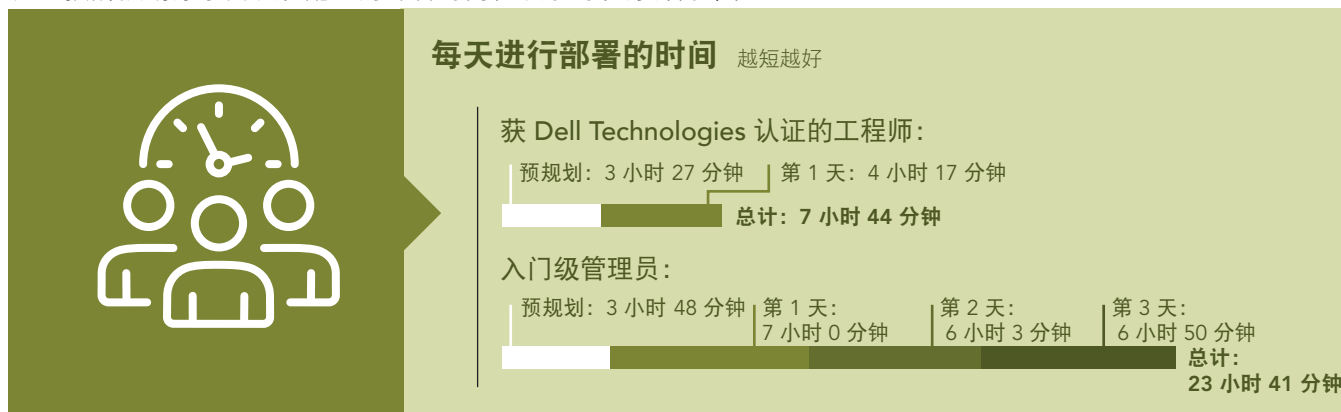 每天进行部署的时间 越短越好
获 Dell Technologies 认证的工程师：
预规划：3 小时 27 分钟 第 1 天：4 小时 17 分钟
总计：7 小时 44 分钟
入门级管理员：
预规划：3 小时 48 分钟 第 1 天： 第 2 天： 第 3 天：
7 小时 0 分钟 6 小时 3 分钟 6 小时 50 分钟
总计：
23 小时 41 分钟